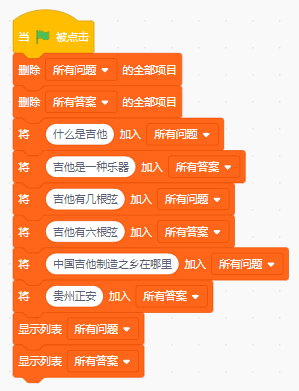 当 被点击
删除 所有问题 的全部项目
删除 所有答案 的全部项目
将 什么是吉他 加入 所有问题
将 吉他是一种乐器 加入 所有答案
将 吉他有几根弦 加入 所有问题
将 吉他有六根弦 加入 所有答案
将 中国吉他制造之乡在哪里 加入 所有问题
将 贵州正安 加入 所有答案
显示列表 所有问题
显示列表 所有答案